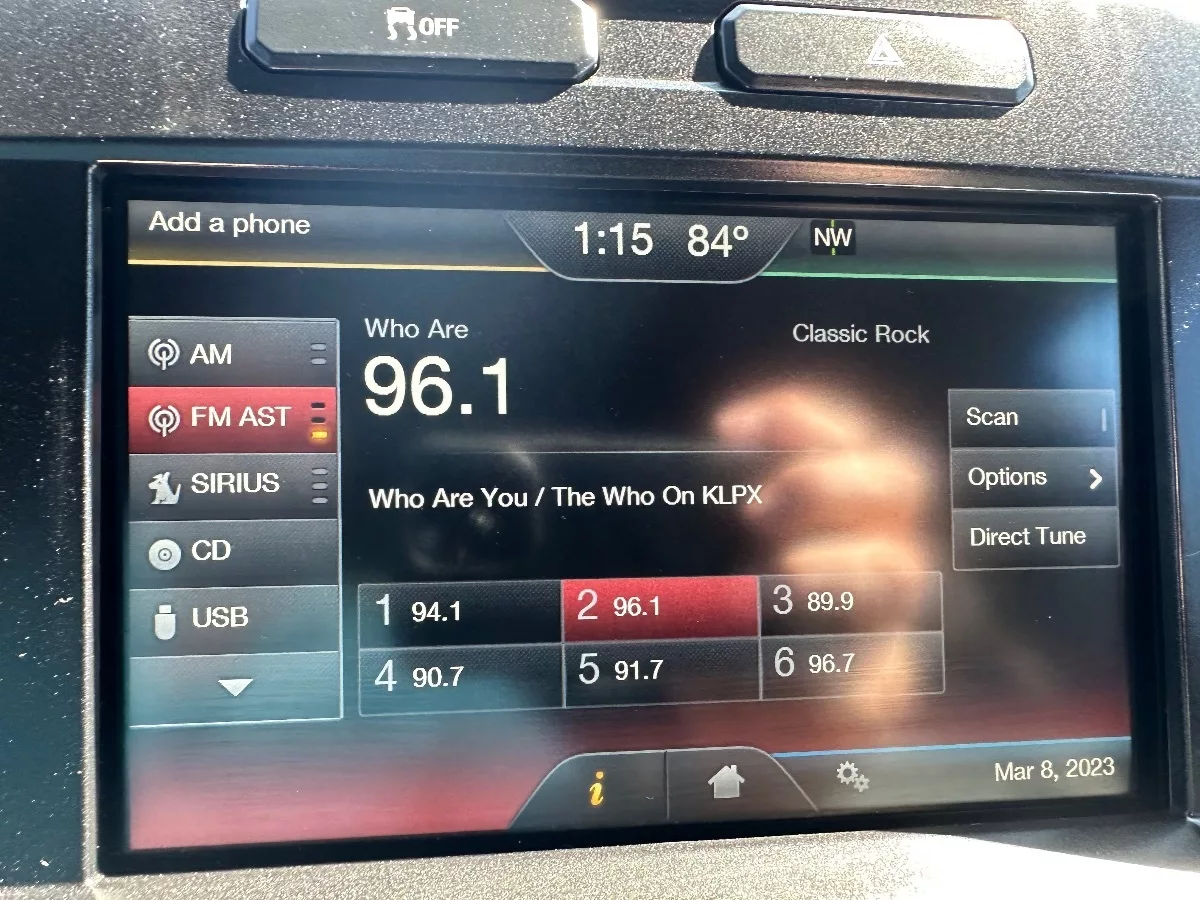 OFF
Add a phone
1:15 84º
NW
AM
FM AST
SIRIUS
CD
USB
Who Are
96.1
Classic Rock
Who Are You / The Who On KLPX
Scan
Options
Direct Tune
1 94.1
2 96.1
3 89.9
4 90.7
5 91.7
6 96.7
i
Mar 8, 2023